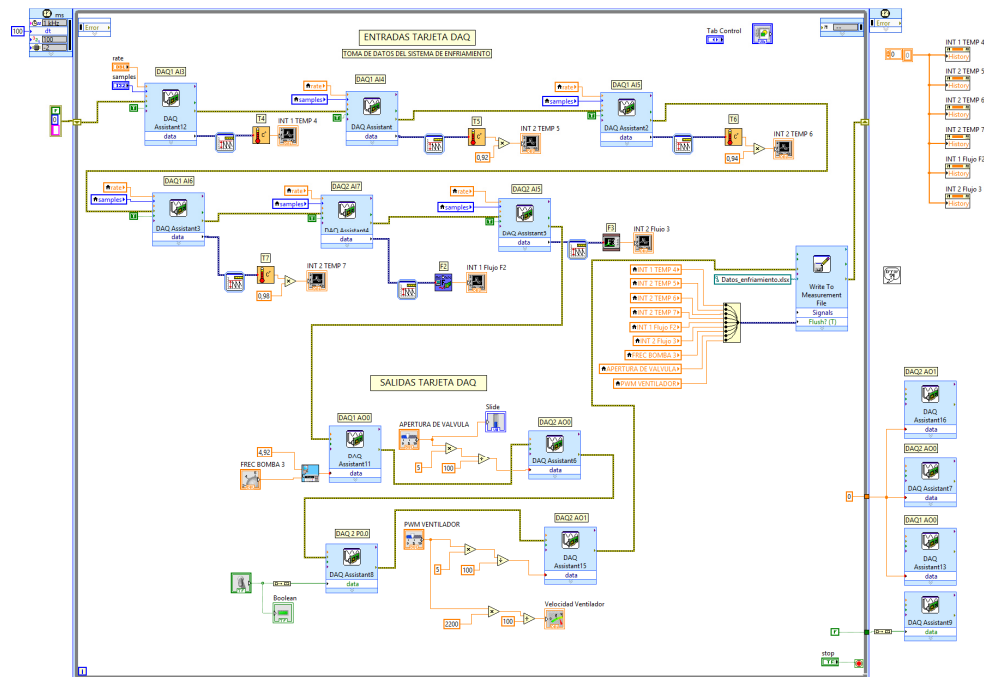 ms
1 kHz
dt
100
100
-2
Error
Error
ENTRADAS TARJETA DAQ
TOMA DE DATOS DEL SISTEMA DE ENFRIAMIENTO
Tab Control
rate
DBL
samples
I32
DAQ1 AI3
DAQ Assistant12
data
T4
INT 1 TEMP 4
rate
samples
DAQ1 AI4
DAQ Assistant
data
T5
0,92
INT 2 TEMP 5
rate
samples
DAQ1 AI5
DAQ Assistant2
data
T6
0,94
INT 2 TEMP 6
0
0
INT 1 TEMP 4
History
INT 2 TEMP 5
History
INT 2 TEMP 6
History
INT 2 TEMP 7
History
INT 1 Flujo F2
History
INT 2 Flujo 3
History
rate
samples
DAQ1 AI6
DAQ Assistant3
data
T7
0,98
INT 2 TEMP 7
rate
samples
DAQ2 AI7
DAQ Assistant4
data
F2
INT 1 Flujo F2
rate
samples
DAQ2 AI5
DAQ Assistant5
data
F3
INT 2 Flujo 3
INT 1 TEMP 4
INT 2 TEMP 5
INT 2 TEMP 6
INT 2 TEMP 7
INT 1 Flujo F2
INT 2 Flujo 3
FREC BOMBA 3
APERTURA DE VALVULA
PWM VENTILADOR
Datos_enfriamiento.xlsx
Write To
Measurement
File
Signals
Flush? (T)
SALIDAS TARJETA DAQ
4,92
FREC BOMBA 3
DAQ1 AO0
DAQ
Assistant11
data
APERTURA DE VALVULA
5
100
Slide
DAQ2 AO0
DAQ Assistant6
data
DAQ 2 P0.0
DAQ Assistant8
data
Boolean
PWM VENTILADOR
5
100
DAQ2 AO1
DAQ
Assistant15
data
2200
100
Velocidad Ventilador
DAQ2 AO1
DAQ
Assistant16
data
DAQ2 AO0
DAQ
Assistant7
data
0
DAQ1 AO0
DAQ
Assistant13
data
DAQ Assistant9
data
F
stop
TF
i